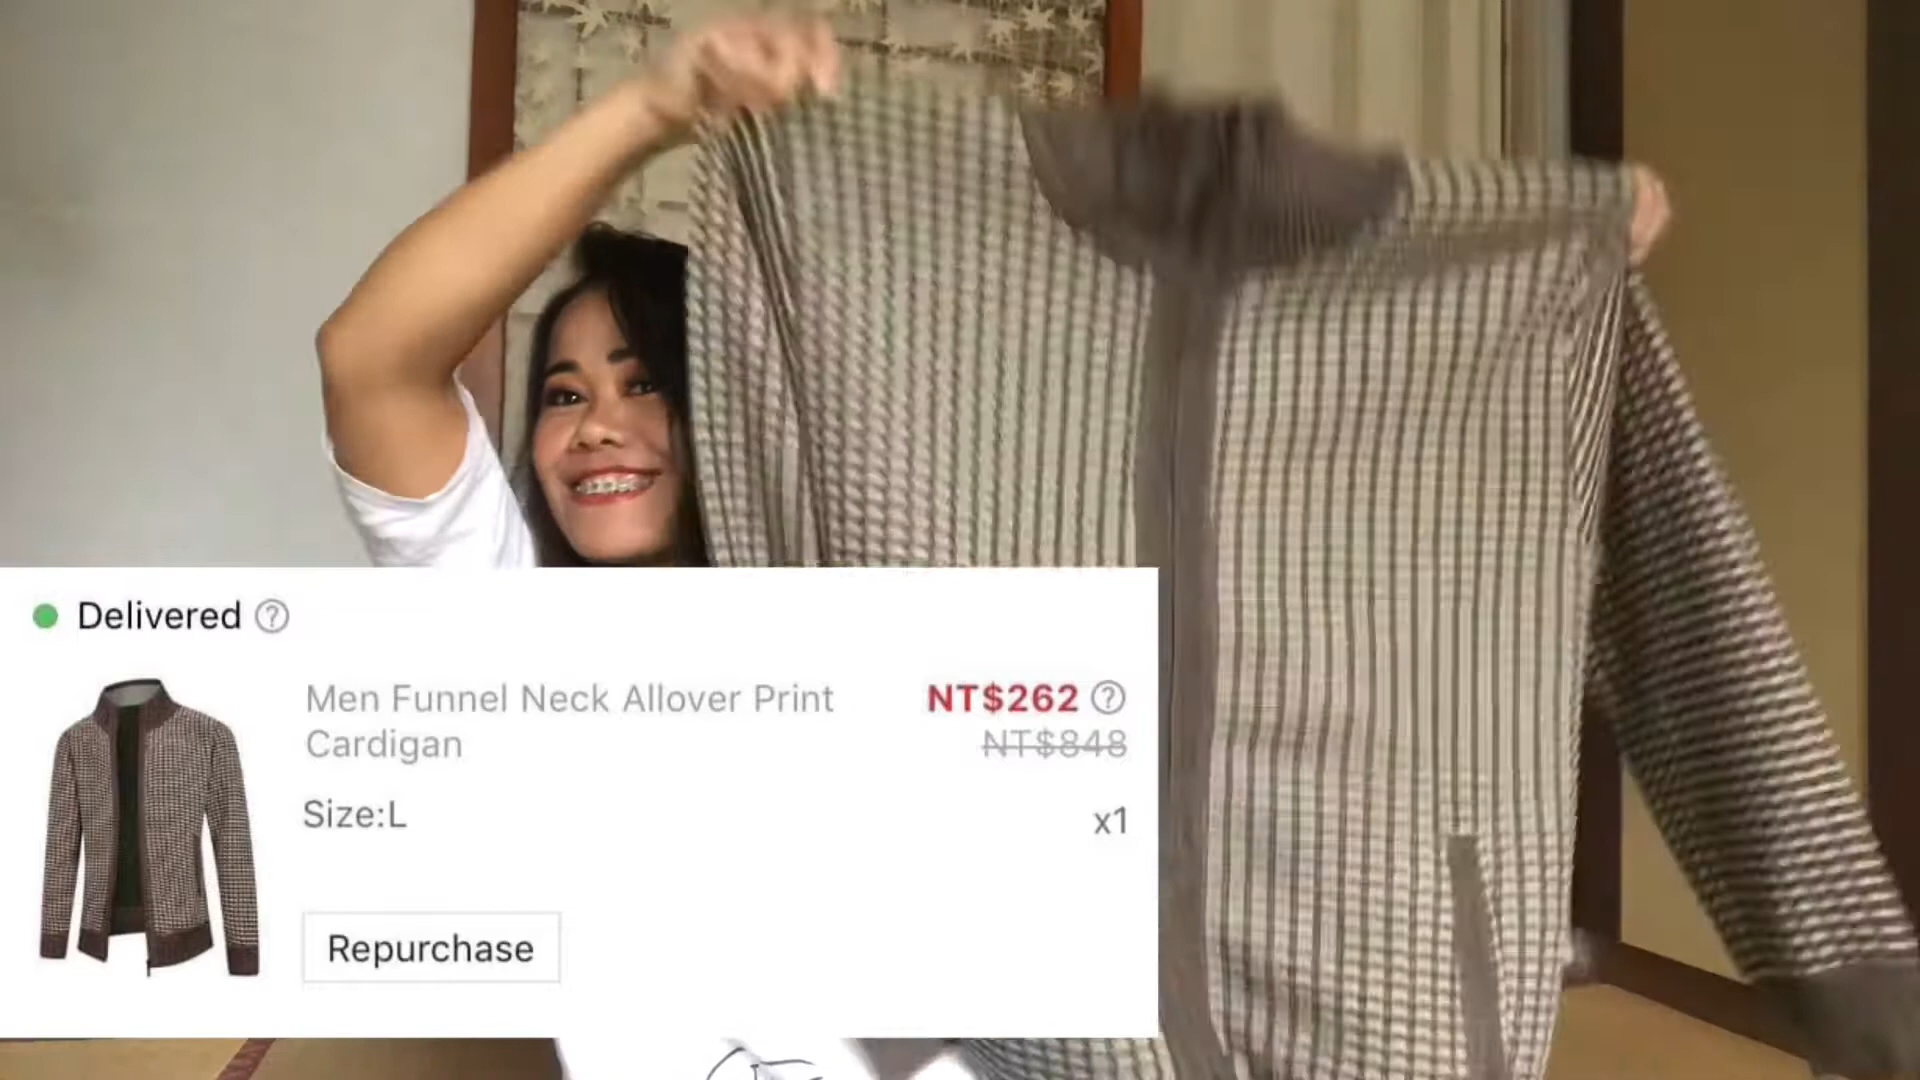 Delivered ?
Men Funnel Neck Allover Print
Cardigan
NT$262 ?
NT$848
Size:L
x1
Repurchase